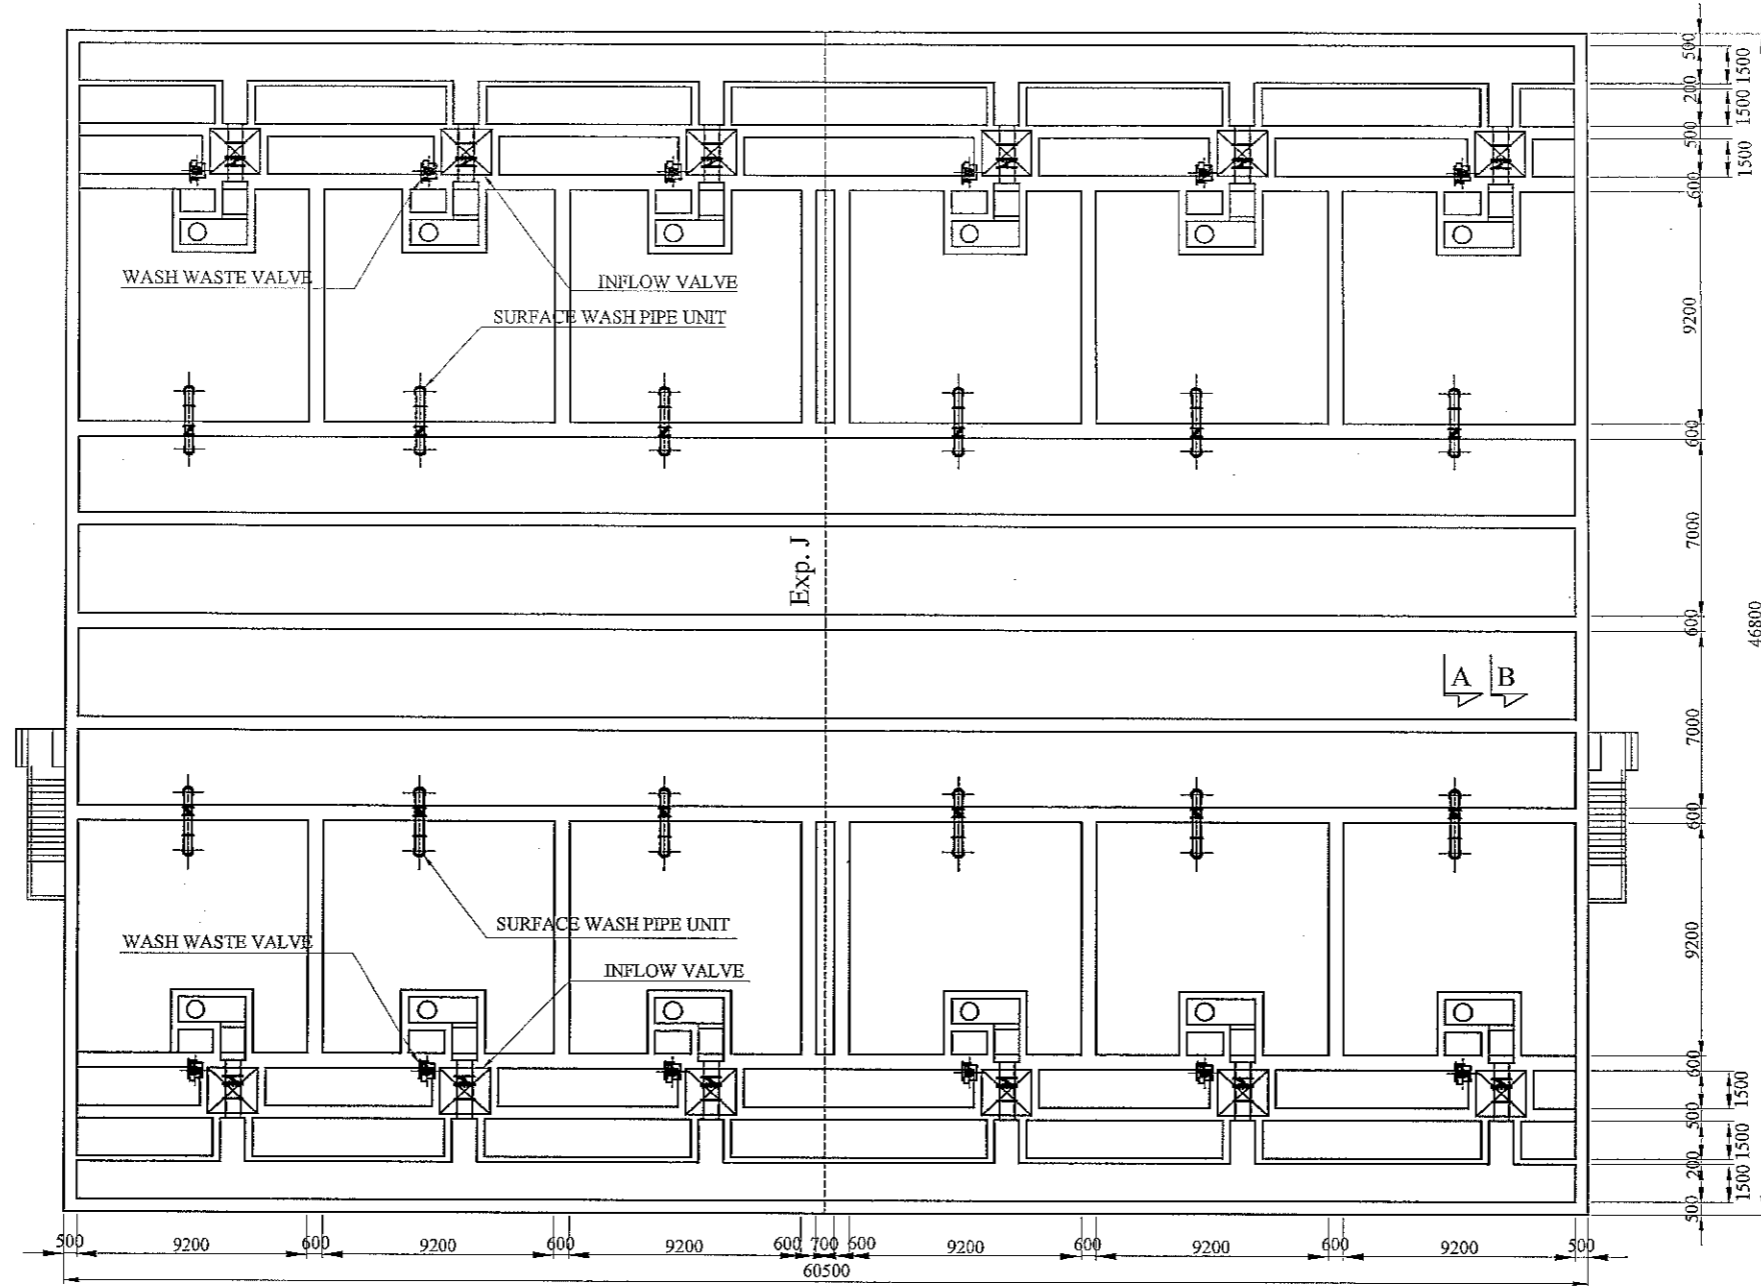 500
1500
200
1500
500
1500
600
WASH WASTE VALVE
INFLOW VALVE
SURFACE WASH PIPE UNIT
9200
600
7000
Exp. J
600
46800
A B
7000
600
SURFACE WASH PIPE UNIT
WASH WASTE VALVE
INFLOW VALVE
9200
600
1500
500
1500
200
1500
500
500 9200 600 9200 600 9200 600 700 600 9200 600 9200 600 9200 500
60500